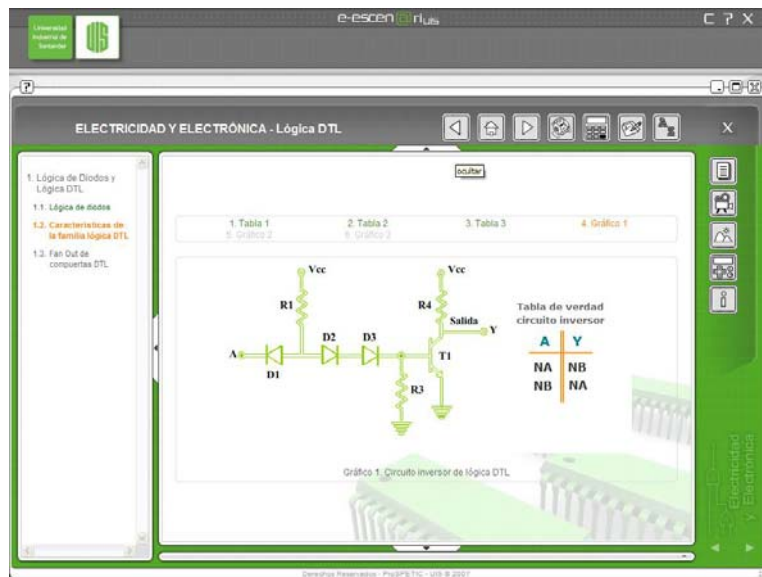 Universidad
Industrial de
Santander
UIS
e-escen@riUIS
C ? X
?
ELECTRICIDAD Y ELECTRÓNICA - Lógica DTL
X
ocultar
1. Lógica de Diodos y
Lógica DTL
1.1. Lógica de diodos
1.2. Características de
la familia lógica DTL
1.3. Fan Out de
compuertas DTL
1. Tabla 1
2. Tabla 2
3. Tabla 3
4. Gráfico 1
5. Gráfico 2
6. Gráfico 3
Vcc
Vcc
R1
R4
Salida
Y
D2
D3
A
D1
T1
R3
Tabla de verdad
circuito inversor
A Y
NA NB
NB NA
Gráfico 1. Circuito inversor de lógica DTL
Electricidad
y Electrónica
Derechos Reservados - ProSPETIC - UIS © 2007